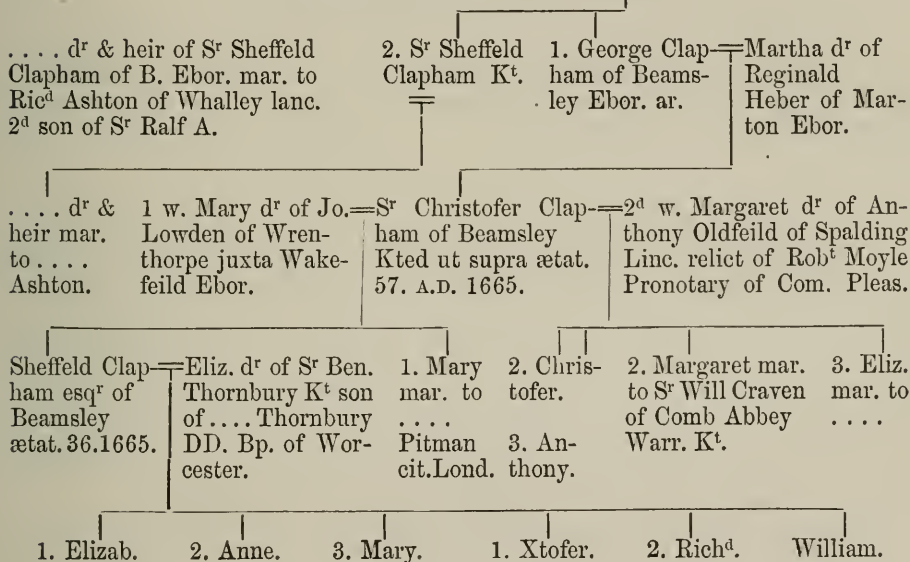 . . . . dʳ & heir of Sʳ Sheffeld
Clapham of B. Ebor. mar. to
Ricᵈ Ashton of Whalley lanc.
2ᵈ son of Sʳ Ralf A.
2. Sʳ Sheffeld
Clapham Kᵗ.
1. George Clap-
ham of Beams-
ley Ebor. ar.
Martha dʳ of
Reginald
Heber of Mar-
ton Ebor.
. . . . dʳ &
heir mar.
to . . . .
Ashton.
1 w. Mary dʳ of Jo.
Lowden of Wren-
thorpe juxta Wake-
feild Ebor.
Sʳ Christofer Clap-
ham of Beamsley
Kted ut supra ætat.
57. A.D. 1665.
2ᵈ w. Margaret dʳ of An-
thony Oldfeild of Spalding
Linc. relict of Robᵗ Moyle
Pronotary of Com. Pleas.
Sheffeld Clap-
ham esqʳ of
Beamsley
ætat. 36.1665.
Eliz. dʳ of Sʳ Ben.
Thornbury Kᵗ son
of . . . . Thornbury
DD. Bp. of Wor-
cester.
1. Mary
mar. to
. . . .
Pitman
cit.Lond.
2. Chris-
tofer.
3. An-
thony.
2. Margaret mar.
to Sʳ Will Craven
of Comb Abbey
Warr. Kᵗ.
3. Eliz.
mar. to
. . . .
1. Elizab.
2. Anne.
3. Mary.
1. Xtofer.
2. Richᵈ.
William.